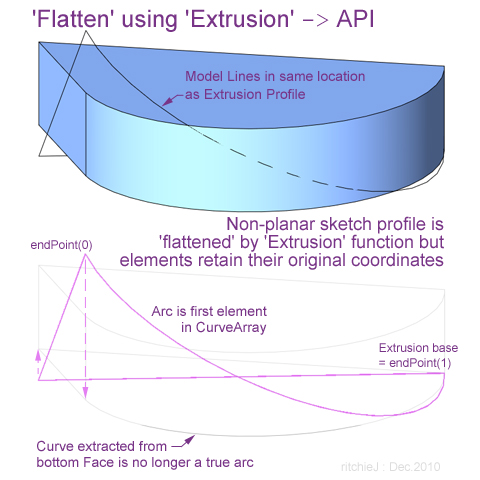 'Flatten' using 'Extrusion' -> API
Model Lines in same location
as Extrusion Profile
Non-planar sketch profile is
'flattened' by 'Extrusion' function but
elements retain their original coordinates
endPoint(0)
Arc is first element
in CurveArray
Extrusion base
= endPoint(1)
Curve extracted from
bottom Face is no longer a true arc
ritchieJ : Dec.2010